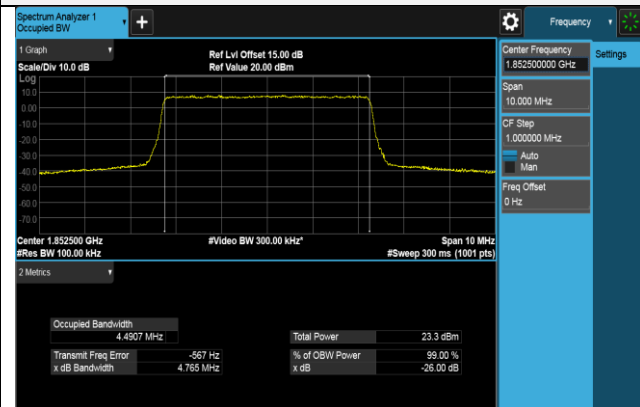 Spectrum Analyzer 1
Occupied BW
+
Frequency
1 Graph
Scale/Div 10.0 dB
Ref Lvl Offset 15.00 dB
Ref Value 20.00 dBm
Log
10.0
0.00
-10.0
-20.0
-30.0
-40.0
-50.0
-60.0
-70.0
Center 1.852500 GHz
#Video BW 300.00 kHz*
Span 10 MHz
#Res BW 100.00 kHz
#Sweep 300 ms (1001 pts)
2 Metrics
Occupied Bandwidth
4.4907 MHz
Total Power 23.3 dBm
Transmit Freq Error -567 Hz
% of OBW Power 99.00 %
x dB Bandwidth 4.765 MHz
x dB -26.00 dB
Center Frequency
1.852500000 GHz
Settings
Span
10.000 MHz
CF Step
1.000000 MHz
Auto
Man
Freq Offset
0 Hz